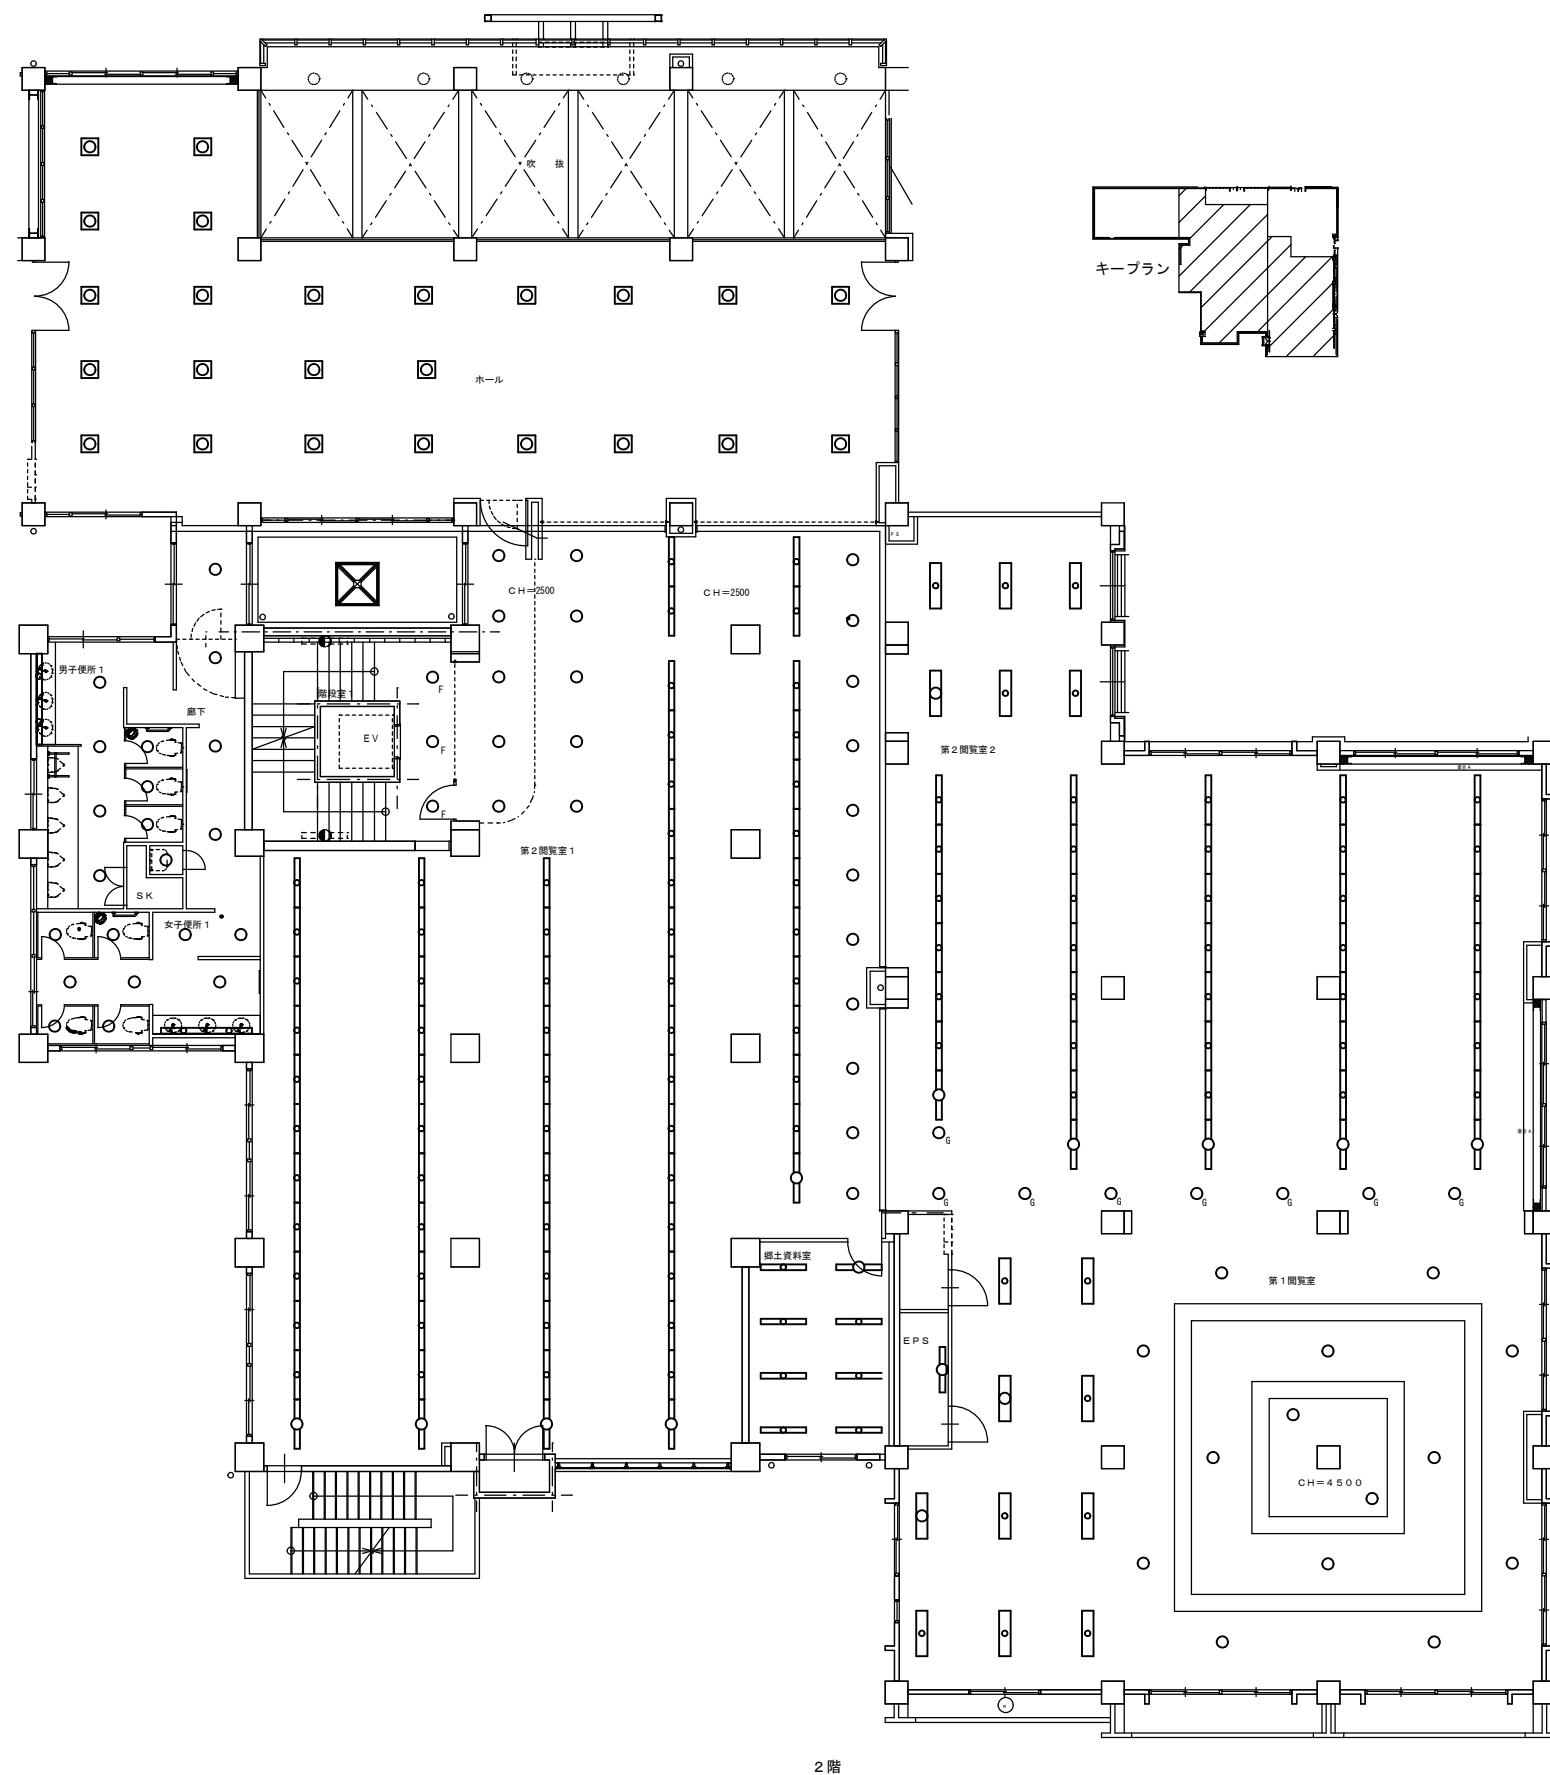 吹 抜
キープラン
ホール
PS
CH=2500
CH=2500
男子便所1
F
階段室1
廊下
EV
F
第2閲覧室2
F
第2閲覧室1
SK
女子便所1
G
G
G
G
G
G
G
G
郷土資料室
第1閲覧室
EPS
CH=4500
2階